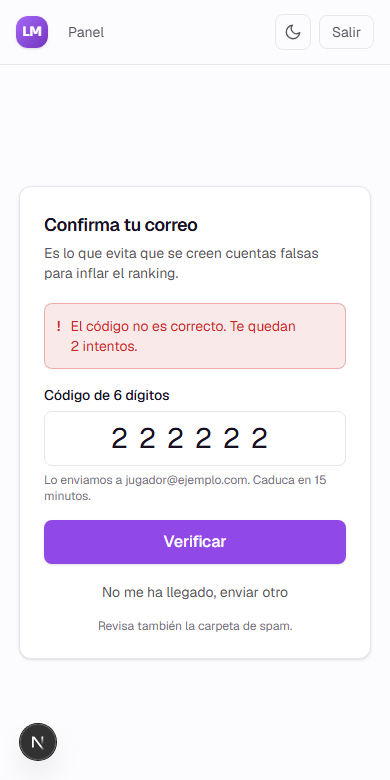 LM Panel Salir
Confirma tu correo
Es lo que evita que se creen cuentas falsas
para inflar el ranking.
! El código no es correcto. Te quedan
2 intentos.
Código de 6 dígitos
2 2 2 2 2 2
Lo enviamos a jugador@ejemplo.com. Caduca en 15
minutos.
Verificar
No me ha llegado, enviar otro
Revisa también la carpeta de spam.
N